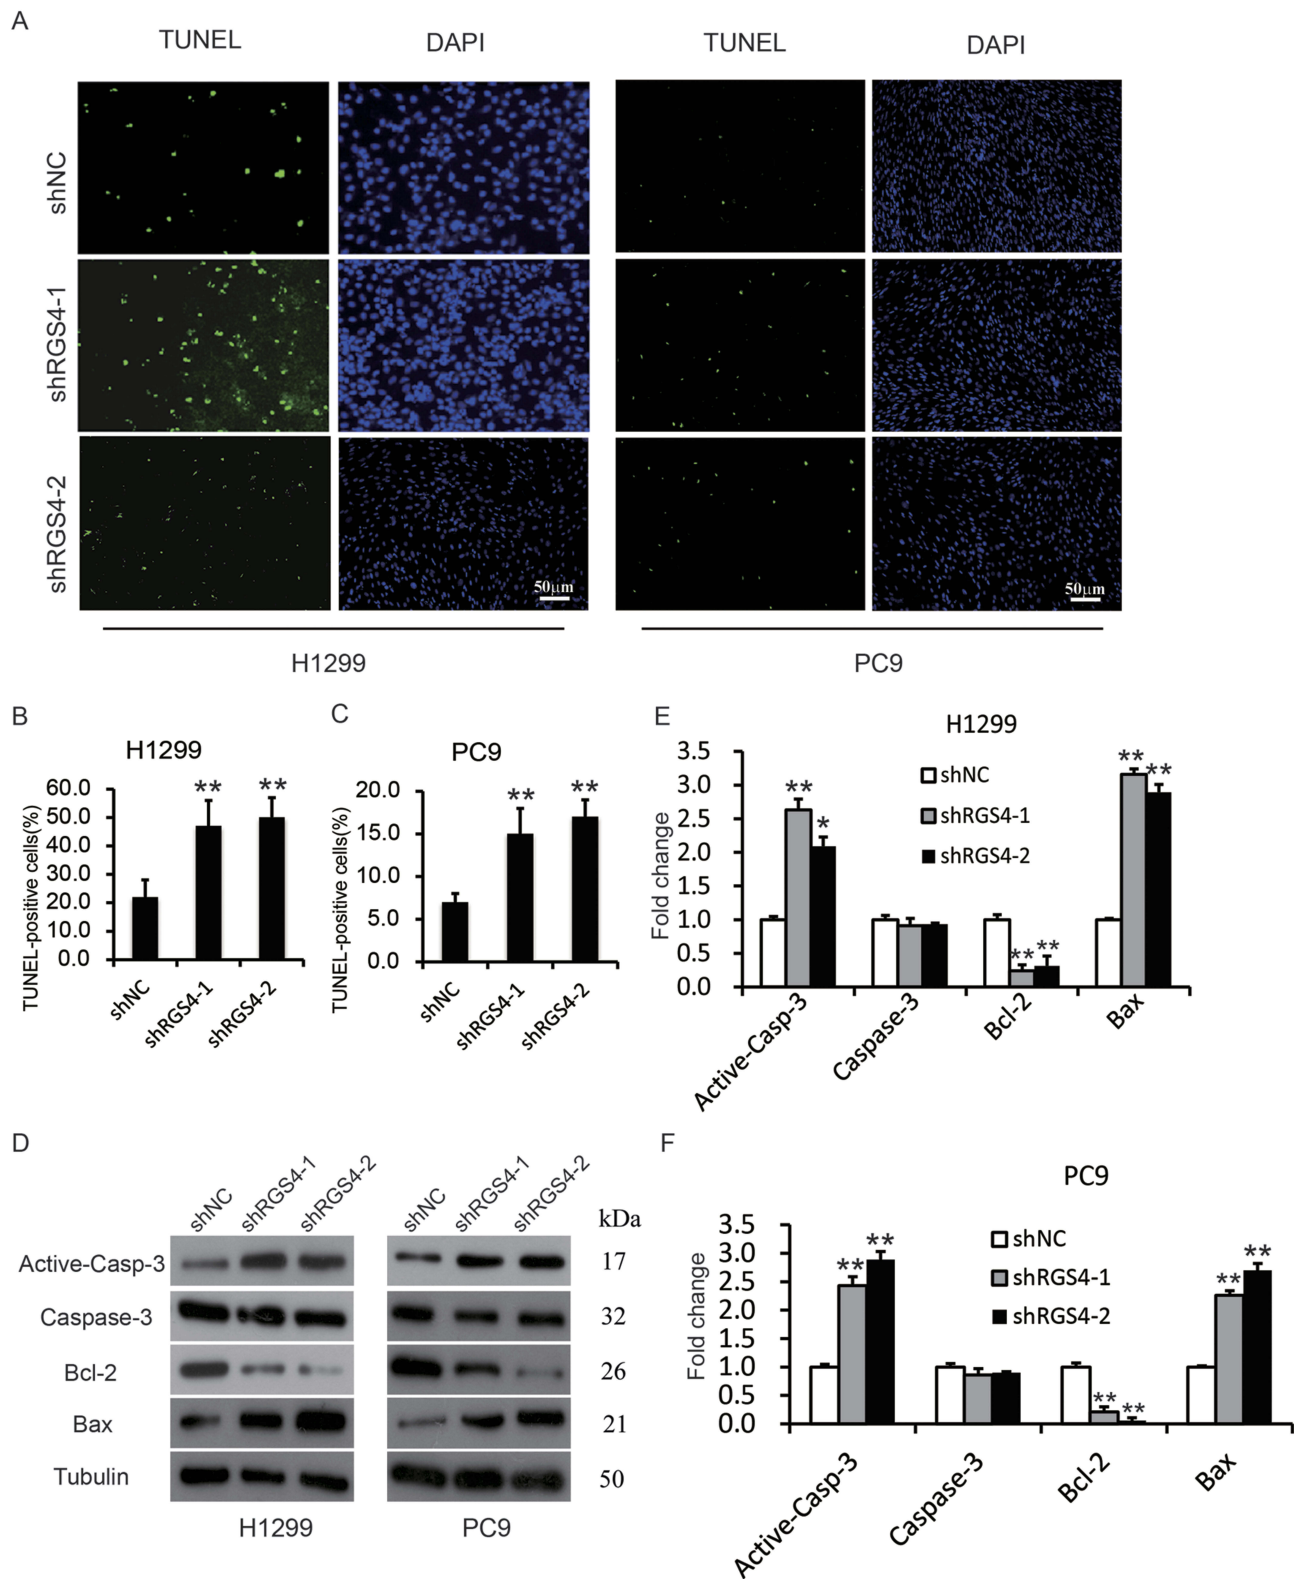 A
TUNEL DAPI TUNEL DAPI
shNC
shRGS4-1
shRGS4-2
50μm 50μm
H1299 PC9
B
H1299
TUNEL-positive cells(%)
60.0
50.0
40.0
30.0
20.0
10.0
0.0
** **
shNC shRGS4-1 shRGS4-2
C
PC9
TUNEL-positive cells(%)
20.0
15.0
10.0
5.0
0.0
** **
shNC shRGS4-1 shRGS4-2
E
H1299
Fold change
3.5
3.0
2.5
2.0
1.5
1.0
0.5
0.0
shNC
shRGS4-1
shRGS4-2
** * ** ** ** **
Active-Casp-3 Caspase-3 Bcl-2 Bax
D
shNC shRGS4-1 shRGS4-2 shNC shRGS4-1 shRGS4-2
kDa
Active-Casp-3 17
Caspase-3 32
Bcl-2 26
Bax 21
Tubulin 50
H1299 PC9
F
PC9
Fold change
3.5
3.0
2.5
2.0
1.5
1.0
0.5
0.0
shNC
shRGS4-1
shRGS4-2
** ** ** ** ** **
Active-Casp-3 Caspase-3 Bcl-2 Bax